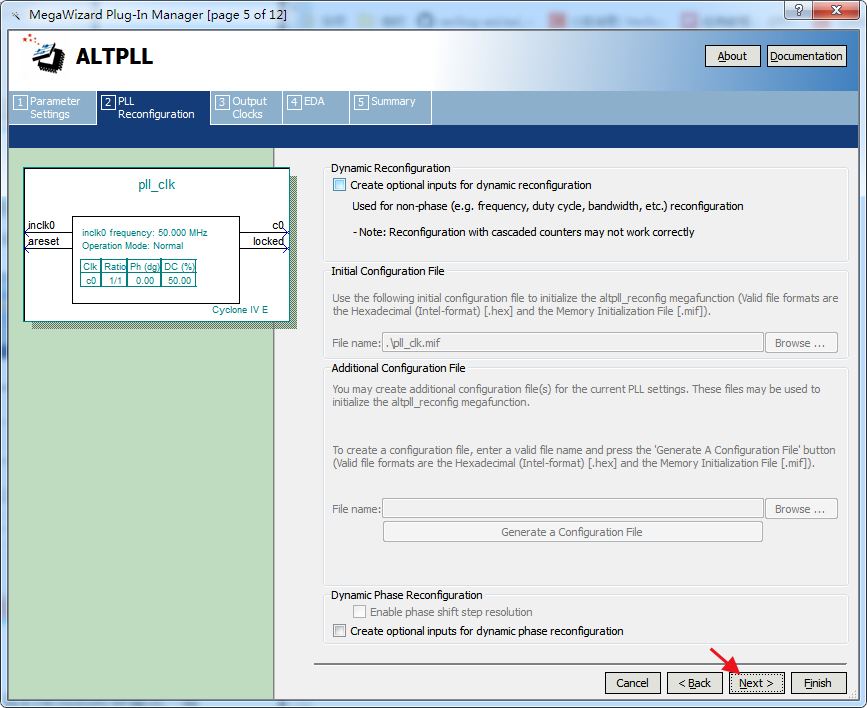 MegaWizard Plug-In Manager [page 5 of 12]
?
ALTPLL
About
Documentation
1 Parameter Settings
2 PLL Reconfiguration
3 Output Clocks
4 EDA
5 Summary
pll_clk
inclk0
areset
c0
locked
inclk0 frequency: 50.000 MHz
Operation Mode: Normal
Clk Ratio Ph (dg) DC (%)
c0 1/1 0.00 50.00
Cyclone IV E
Dynamic Reconfiguration
Create optional inputs for dynamic reconfiguration
Used for non-phase (e.g. frequency, duty cycle, bandwidth, etc.) reconfiguration
- Note: Reconfiguration with cascaded counters may not work correctly
Initial Configuration File
Use the following initial configuration file to initialize the altpll_reconfig megafunction (Valid file formats are
the Hexadecimal (Intel-format) [.hex] and the Memory Initialization File [.mif]).
File name: .\pll_clk.mif Browse ...
Additional Configuration File
You may create additional configuration file(s) for the current PLL settings. These files may be used to
initialize the altpll_reconfig megafunction.
To create a configuration file, enter a valid file name and press the 'Generate A Configuration File' button
(Valid file formats are the Hexadecimal (Intel-format) [.hex] and the Memory Initialization File [.mif]).
File name: Browse ...
Generate a Configuration File
Dynamic Phase Reconfiguration
Enable phase shift step resolution
Create optional inputs for dynamic phase reconfiguration
Cancel
< Back
Next >
Finish